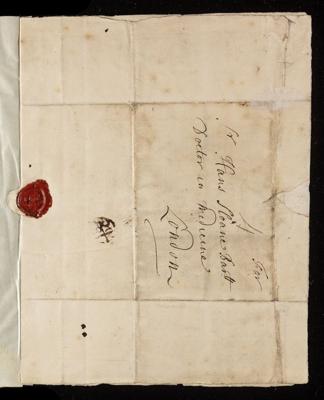 For
Sr Hans Sloane Bart
Doctor in medicine
London